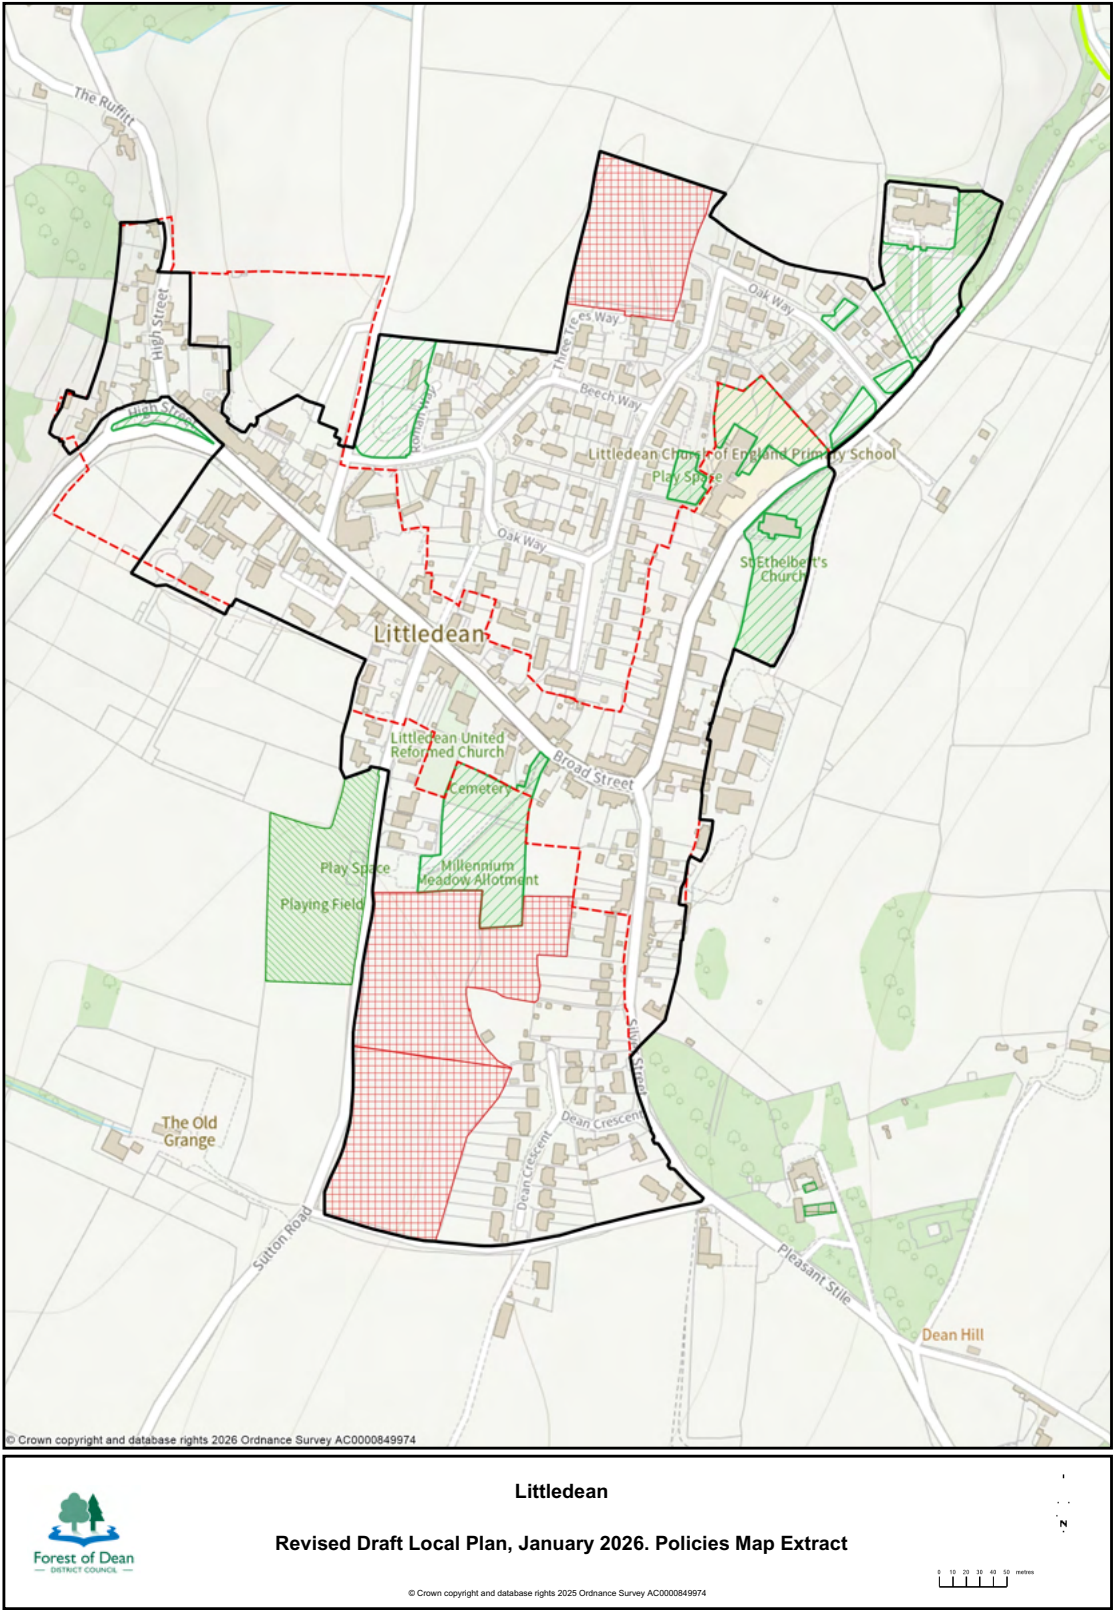 The Ruffitt
High Street
High Street
Oak Way
Three Trees Way
Beech Way
Roman Way
Littledean Church of England Primary School
Play Space
Oak Way
St Ethelbert's
Church
Littledean
Littledean United
Reformed Church
Broad Street
Cemetery
Play Space
Millennium
Meadow Allotment
Playing Field
Silver Street
The Old
Grange
Dean Crescent
Dean Crescent
Sutton Road
Pleasant Stile
Dean Hill
© Crown copyright and database rights 2026 Ordnance Survey AC0000849974
Littledean
Revised Draft Local Plan, January 2026. Policies Map Extract
Forest of Dean
DISTRICT COUNCIL
© Crown copyright and database rights 2025 Ordnance Survey AC0000849974
N
0 10 20 30 40 50 metres